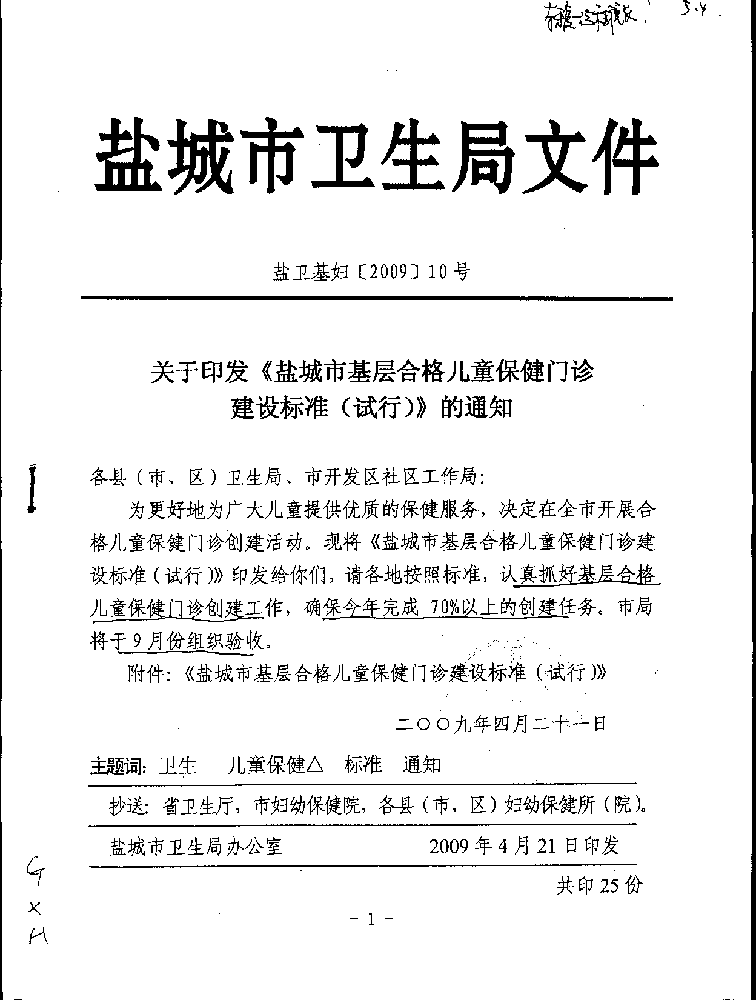 5.4.
盐城市卫生局文件
盐卫基妇〔2009〕10 号
关于印发《盐城市基层合格儿童保健门诊
建设标准（试行）》的通知
各县（市、区）卫生局、市开发区社区工作局：
为更好地为广大儿童提供优质的保健服务，决定在全市开展合
格儿童保健门诊创建活动。现将《盐城市基层合格儿童保健门诊建
设标准（试行）》印发给你们，请各地按照标准，认真抓好基层合格
儿童保健门诊创建工作，确保今年完成 70%以上的创建任务。市局
将于 9 月份组织验收。
附件：《盐城市基层合格儿童保健门诊建设标准（试行）》
二〇〇九年四月二十一日
主题词：卫生 儿童保健△ 标准 通知
抄送：省卫生厅，市妇幼保健院，各县（市、区）妇幼保健所（院）。
盐城市卫生局办公室 2009 年 4 月 21 日印发
共印 25 份
G
x
H
- 1 -